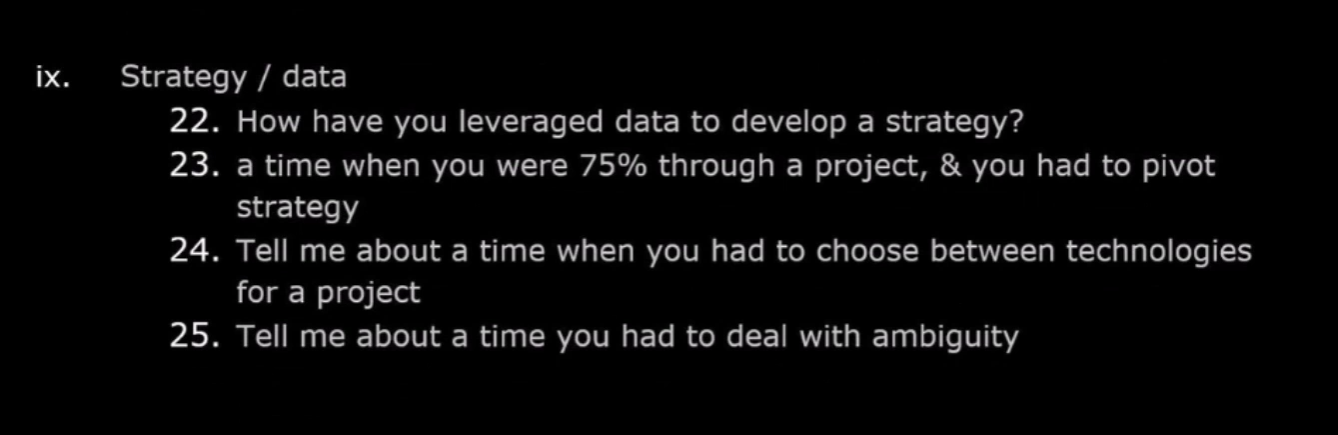 ix. Strategy / data
22. How have you leveraged data to develop a strategy?
23. a time when you were 75% through a project, & you had to pivot
strategy
24. Tell me about a time when you had to choose between technologies
for a project
25. Tell me about a time you had to deal with ambiguity